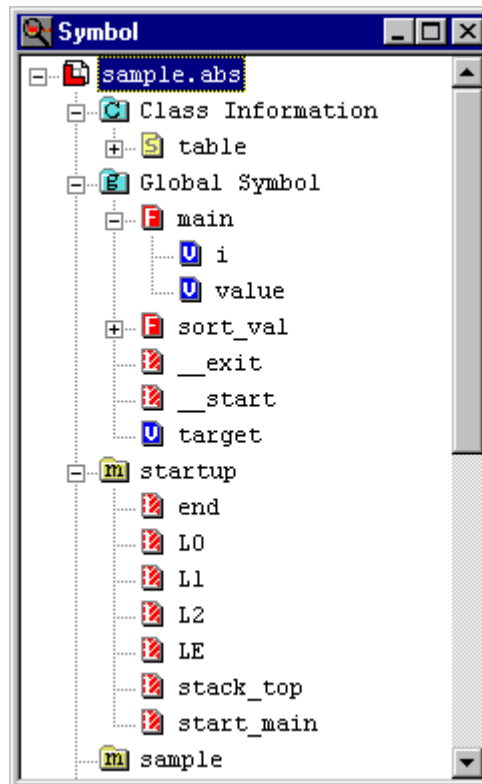 Symbol
sample.abs
Class Information
table
Global Symbol
main
i
value
sort_val
__exit
__start
target
startup
end
L0
L1
L2
LE
stack_top
start_main
sample